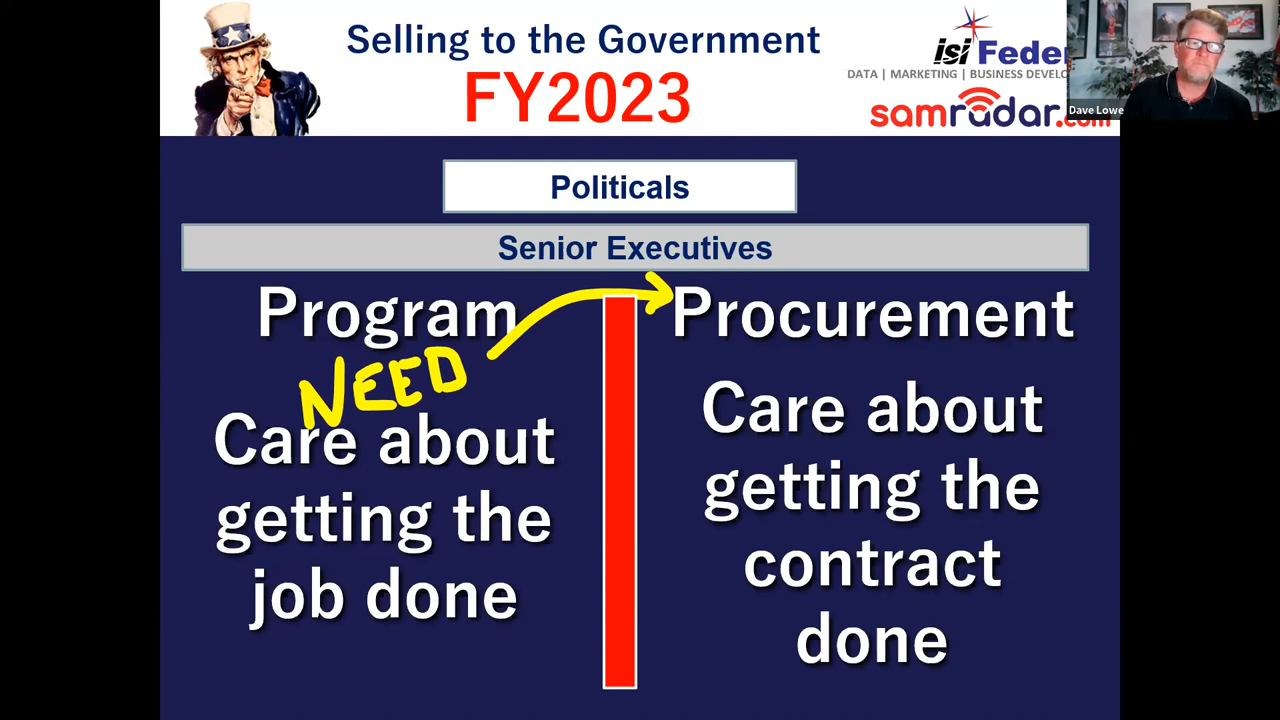 Selling to the Government
FY2023
isi Feder
DATA | MARKETING | BUSINESS DEVELO
samradar.com
Dave Lowe
Politicals
Senior Executives
Program
NEED
Care about
getting the
job done
Procurement
Care about
getting the
contract
done